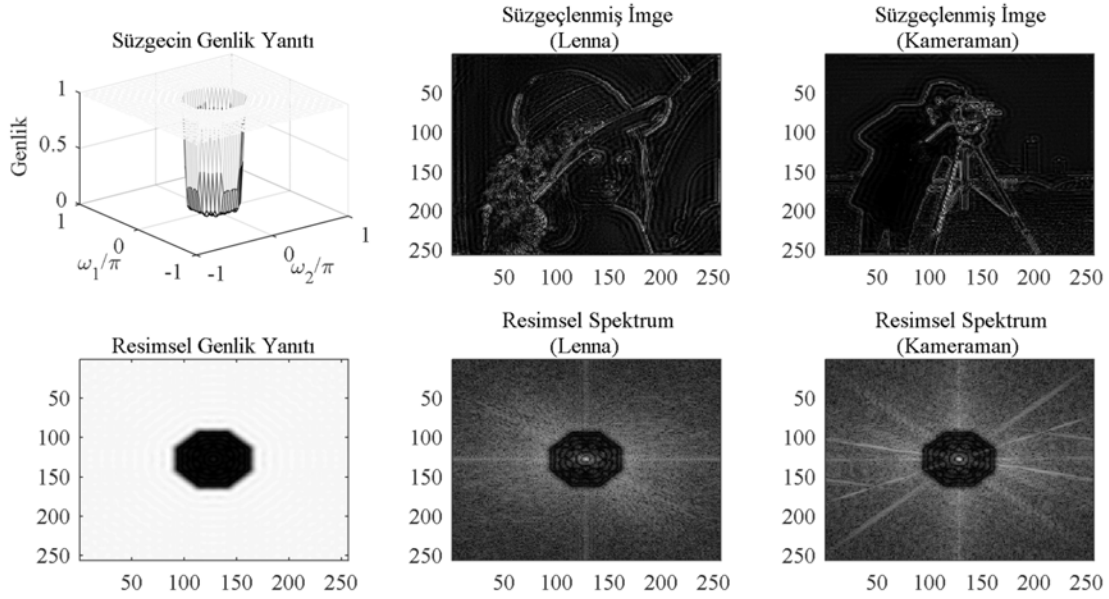 Süzgecin Genlik Yanıtı
Genlik
1
0.5
0
1
0
-1
ω1/π
-1
0
1
ω2/π
Süzgeçlenmiş İmge
(Lenna)
50
100
150
200
250
50 100 150 200 250
Süzgeçlenmiş İmge
(Kameraman)
50
100
150
200
250
50 100 150 200 250
Resimsel Genlik Yanıtı
50
100
150
200
250
50 100 150 200 250
Resimsel Spektrum
(Lenna)
50
100
150
200
250
50 100 150 200 250
Resimsel Spektrum
(Kameraman)
50
100
150
200
250
50 100 150 200 250